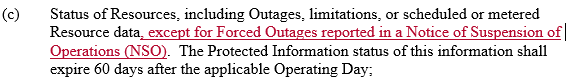 (c) Status of Resources, including Outages, limitations, or scheduled or metered
Resource data, except for Forced Outages reported in a Notice of Suspension of
Operations (NSO).  The Protected Information status of this information shall
expire 60 days after the applicable Operating Day;